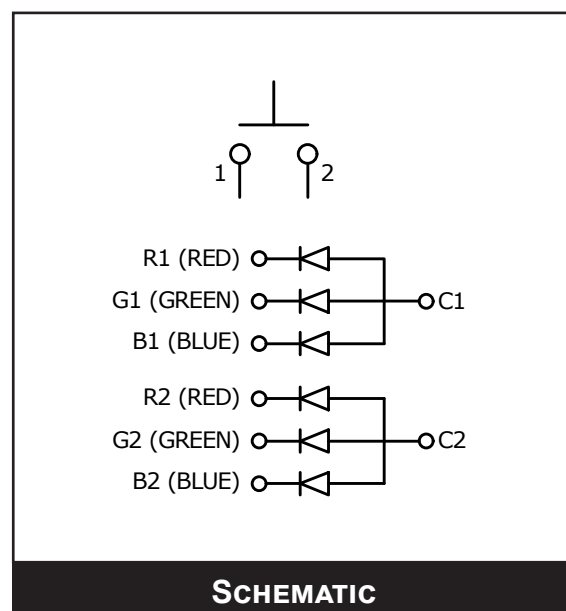 1 2
R1 (RED)
G1 (GREEN) C1
B1 (BLUE)
R2 (RED)
G2 (GREEN) C2
B2 (BLUE)
SCHEMATIC